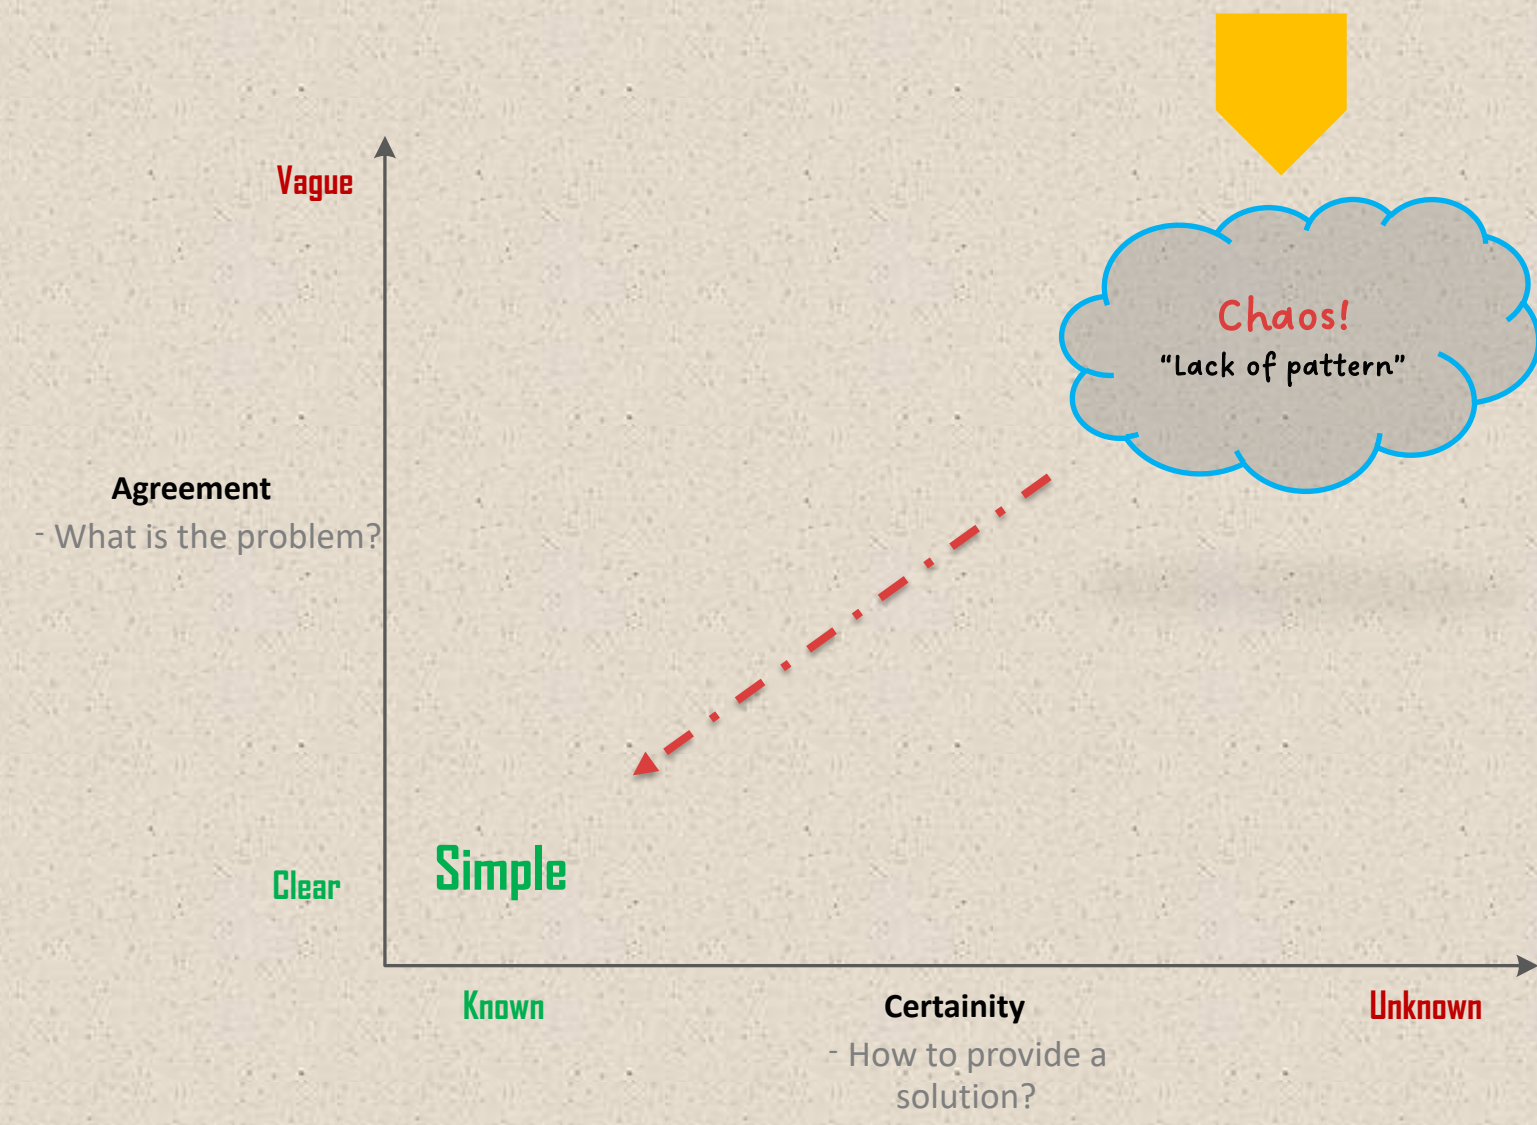 Vague
Chaos!
“Lack of pattern”
Agreement
- What is the problem?
Simple
Clear
Known
Certainity
Unknown
- How to provide a
solution?